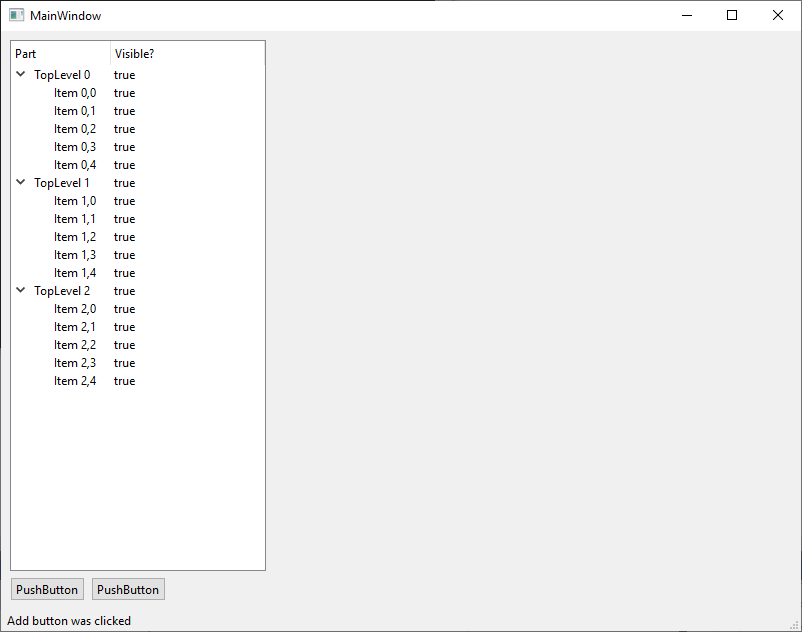 MainWindow
Part Visible?
TopLevel 0 true
Item 0,0 true
Item 0,1 true
Item 0,2 true
Item 0,3 true
Item 0,4 true
TopLevel 1 true
Item 1,0 true
Item 1,1 true
Item 1,2 true
Item 1,3 true
Item 1,4 true
TopLevel 2 true
Item 2,0 true
Item 2,1 true
Item 2,2 true
Item 2,3 true
Item 2,4 true
PushButton PushButton
Add button was clicked